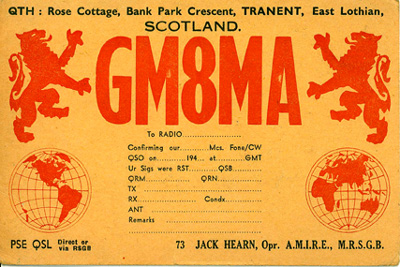 QTH : Rose Cottage, Bank Park Crescent, TRANENT, East Lothian,
SCOTLAND.
GM8MA
To RADIO........................
Confirming our............Mcs. Fone/CW
QSO on............194.... at............GMT
Ur Sigs were RST............QSB............
QRM.................. QRN..................
TX........................................
RX.................... Condx................
ANT........................................
Remarks....................................
PSE QSL Direct or via RSGB
73 JACK HEARN, Opr. A.M.I.R.E., M.R.S.G.B.